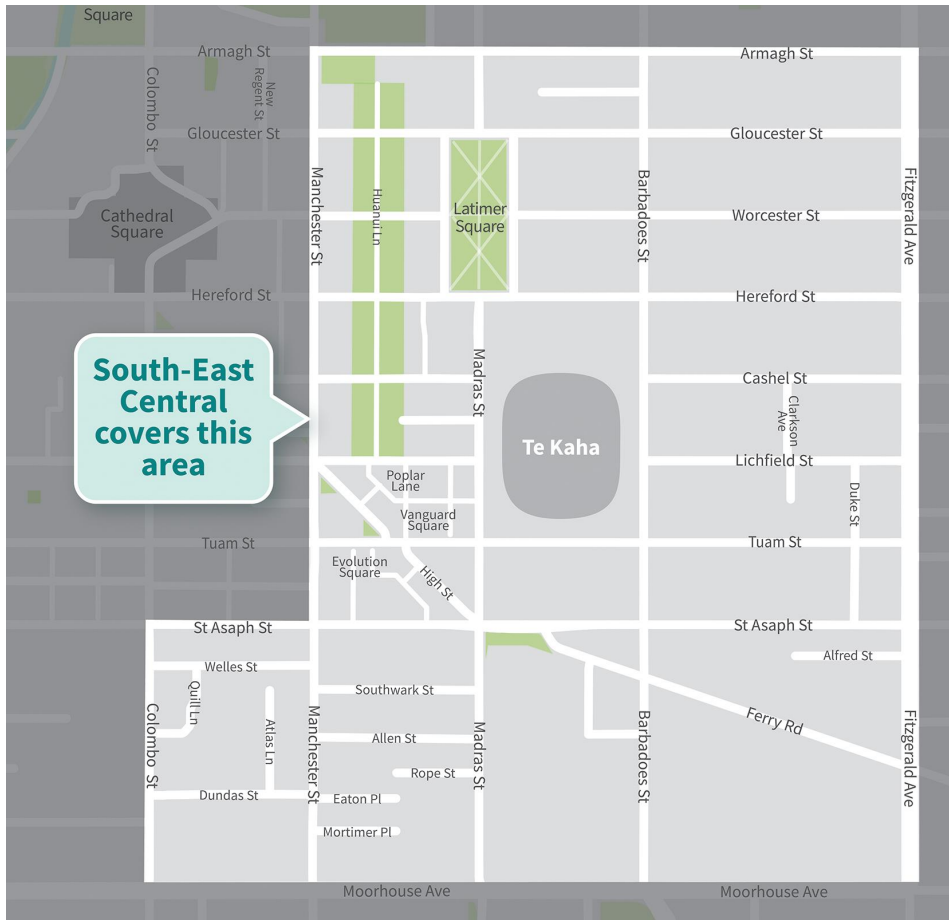 Square
Armagh St
Armagh St
Colombo St
New
Regent St
Gloucester St
Gloucester St
Manchester St
Huanui Ln
Latimer
Square
Barbadoes St
Worcester St
Fitzgerald Ave
Cathedral
Square
Hereford St
Hereford St
South-East
Central
covers this
area
Madras St
Cashel St
Clarkson
Ave
Te Kaha
Lichfield St
Poplar
Lane
Duke St
Vanguard
Square
Tuam St
Tuam St
Evolution
Square
High St
St Asaph St
St Asaph St
Alfred St
Welles St
Quill Ln
Southwark St
Colombo St
Atlas Ln
Manchester St
Allen St
Madras St
Barbadoes St
Ferry Rd
Fitzgerald Ave
Rope St
Dundas St
Eaton Pl
Mortimer Pl
Moorhouse Ave
Moorhouse Ave